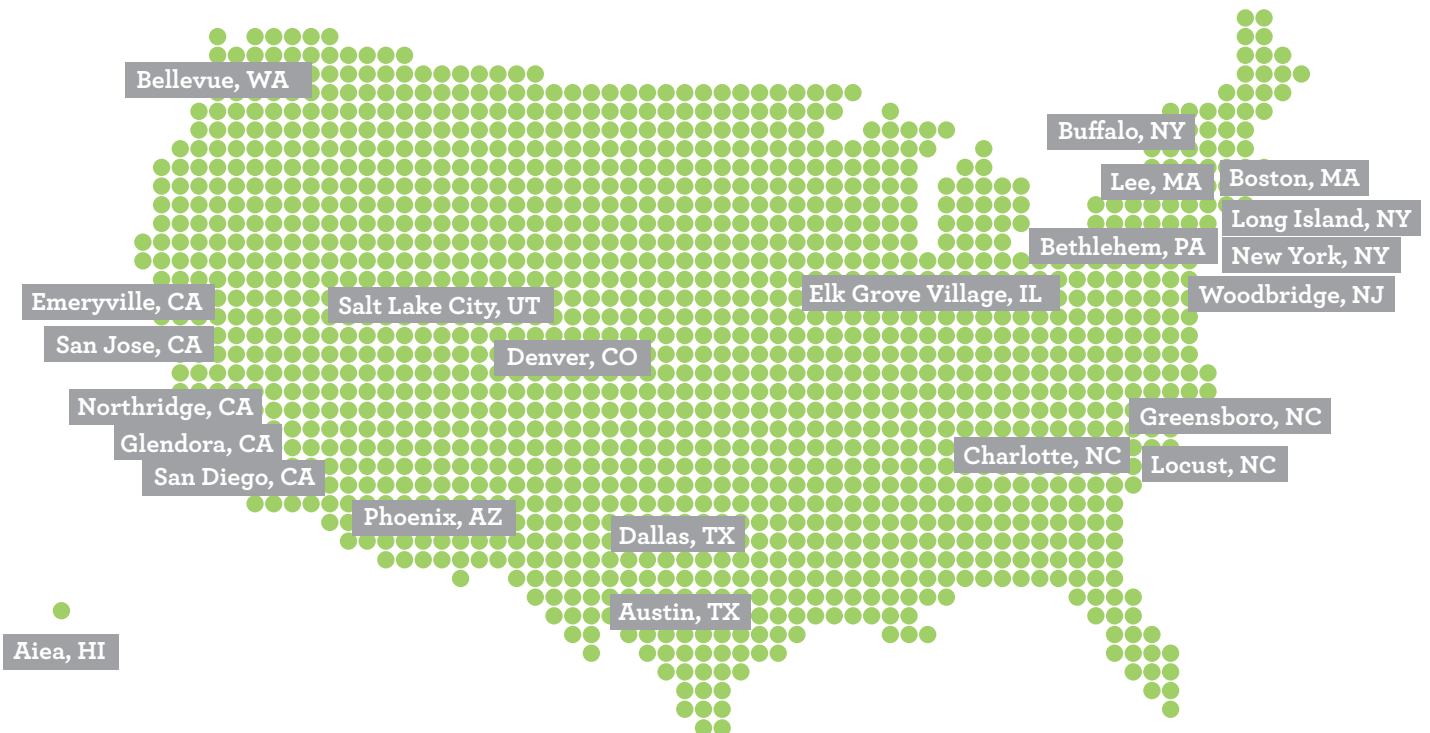 Bellevue, WA
Buffalo, NY
Lee, MA
Boston, MA
Long Island, NY
Bethlehem, PA
New York, NY
Emeryville, CA
Salt Lake City, UT
Elk Grove Village, IL
Woodbridge, NJ
San Jose, CA
Denver, CO
Northridge, CA
Greensboro, NC
Glendora, CA
Charlotte, NC
Locust, NC
San Diego, CA
Phoenix, AZ
Dallas, TX
Austin, TX
Aiea, HI